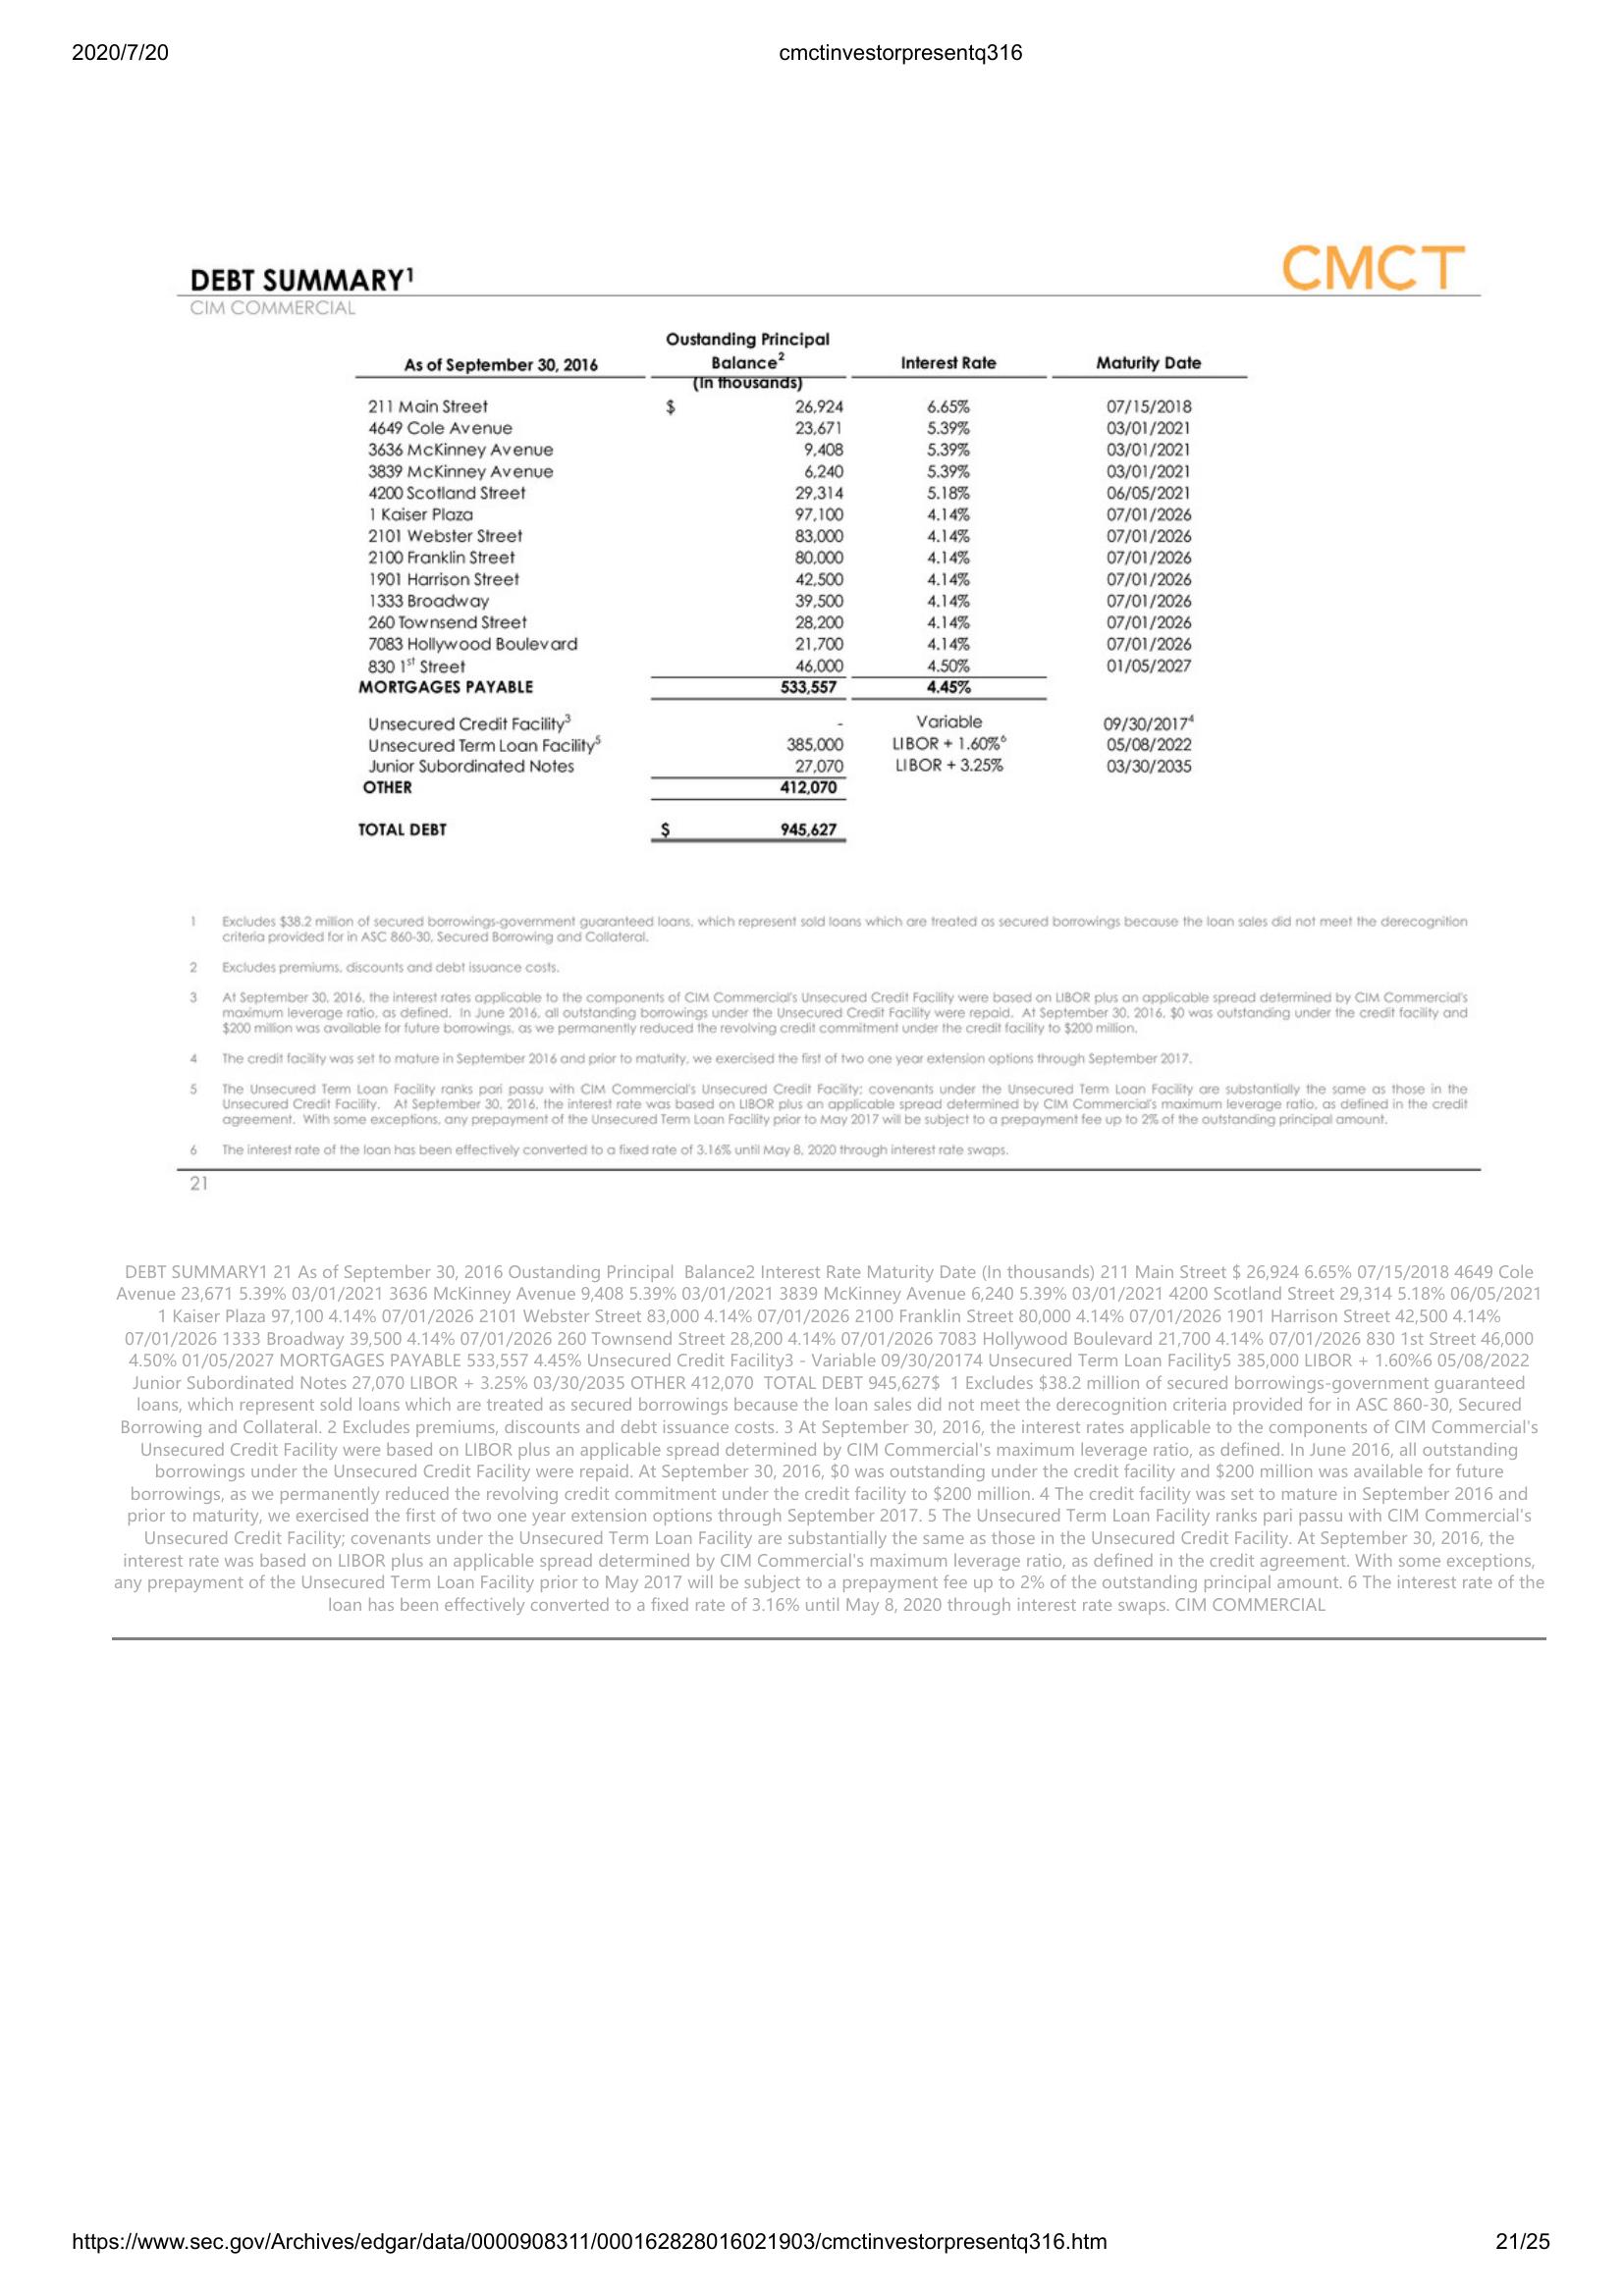 2020/7/20 cmctinvestorpresentq316
CMCT
DEBT SUMMARY1
CIM COMMERCIAL
Oustanding Principal
As of September 30, 2016 Balance2 Interest Rate Maturity Date
(In thousands)
211 Main Street $ 26,924 6.65% 07/15/2018
4649 Cole Avenue 23,671 5.39% 03/01/2021
3636 McKinney Avenue 9,408 5.39% 03/01/2021
3839 McKinney Avenue 6,240 5.39% 03/01/2021
4200 Scotland Street 29,314 5.18% 06/05/2021
1 Kaiser Plaza 97,100 4.14% 07/01/2026
2101 Webster Street 83,000 4.14% 07/01/2026
2100 Franklin Street 80,000 4.14% 07/01/2026
1901 Harrison Street 42,500 4.14% 07/01/2026
1333 Broadway 39,500 4.14% 07/01/2026
260 Townsend Street 28,200 4.14% 07/01/2026
7083 Hollywood Boulevard 21,700 4.14% 07/01/2026
830 1st Street 46,000 4.50% 01/05/2027
MORTGAGES PAYABLE 533,557 4.45%
Unsecured Credit Facility3 - Variable 09/30/20174
Unsecured Term Loan Facility5 385,000 LIBOR + 1.60%6 05/08/2022
Junior Subordinated Notes 27,070 LIBOR + 3.25% 03/30/2035
OTHER 412,070
TOTAL DEBT $ 945,627
1 Excludes $38.2 million of secured borrowings-government guaranteed loans, which represent sold loans which are treated as secured borrowings because the loan sales did not meet the derecognition
criteria provided for in ASC 860-30, Secured Borrowing and Collateral.
2 Excludes premiums, discounts and debt issuance costs.
3 At September 30, 2016, the interest rates applicable to the components of CIM Commercial's Unsecured Credit Facility were based on LIBOR plus an applicable spread determined by CIM Commercial's
maximum leverage ratio, as defined. In June 2016, all outstanding borrowings under the Unsecured Credit Facility were repaid. At September 30, 2016, $0 was outstanding under the credit facility and
$200 million was available for future borrowings, as we permanently reduced the revolving credit commitment under the credit facility to $200 million.
4 The credit facility was set to mature in September 2016 and prior to maturity, we exercised the first of two one year extension options through September 2017.
5 The Unsecured Term Loan Facility ranks pari passu with CIM Commercial's Unsecured Credit Facility; covenants under the Unsecured Term Loan Facility are substantially the same as those in the
Unsecured Credit Facility. At September 30, 2016, the interest rate was based on LIBOR plus an applicable spread determined by CIM Commercial's maximum leverage ratio, as defined in the credit
agreement. With some exceptions, any prepayment of the Unsecured Term Loan Facility prior to May 2017 will be subject to a prepayment fee up to 2% of the outstanding principal amount.
6 The interest rate of the loan has been effectively converted to a fixed rate of 3.16% until May 8, 2020 through interest rate swaps.
21
DEBT SUMMARY1 21 As of September 30, 2016 Oustanding Principal Balance2 Interest Rate Maturity Date (In thousands) 211 Main Street $ 26,924 6.65% 07/15/2018 4649 Cole
Avenue 23,671 5.39% 03/01/2021 3636 McKinney Avenue 9,408 5.39% 03/01/2021 3839 McKinney Avenue 6,240 5.39% 03/01/2021 4200 Scotland Street 29,314 5.18% 06/05/2021
1 Kaiser Plaza 97,100 4.14% 07/01/2026 2101 Webster Street 83,000 4.14% 07/01/2026 2100 Franklin Street 80,000 4.14% 07/01/2026 1901 Harrison Street 42,500 4.14%
07/01/2026 1333 Broadway 39,500 4.14% 07/01/2026 260 Townsend Street 28,200 4.14% 07/01/2026 7083 Hollywood Boulevard 21,700 4.14% 07/01/2026 830 1st Street 46,000
4.50% 01/05/2027 MORTGAGES PAYABLE 533,557 4.45% Unsecured Credit Facility3 - Variable 09/30/20174 Unsecured Term Loan Facility5 385,000 LIBOR + 1.60%6 05/08/2022
Junior Subordinated Notes 27,070 LIBOR + 3.25% 03/30/2035 OTHER 412,070 TOTAL DEBT 945,627$ 1 Excludes $38.2 million of secured borrowings-government guaranteed
loans, which represent sold loans which are treated as secured borrowings because the loan sales did not meet the derecognition criteria provided for in ASC 860-30, Secured
Borrowing and Collateral. 2 Excludes premiums, discounts and debt issuance costs. 3 At September 30, 2016, the interest rates applicable to the components of CIM Commercial's
Unsecured Credit Facility were based on LIBOR plus an applicable spread determined by CIM Commercial's maximum leverage ratio, as defined. In June 2016, all outstanding
borrowings under the Unsecured Credit Facility were repaid. At September 30, 2016, $0 was outstanding under the credit facility and $200 million was available for future
borrowings, as we permanently reduced the revolving credit commitment under the credit facility to $200 million. 4 The credit facility was set to mature in September 2016 and
prior to maturity, we exercised the first of two one year extension options through September 2017. 5 The Unsecured Term Loan Facility ranks pari passu with CIM Commercial's
Unsecured Credit Facility; covenants under the Unsecured Term Loan Facility are substantially the same as those in the Unsecured Credit Facility. At September 30, 2016, the
interest rate was based on LIBOR plus an applicable spread determined by CIM Commercial's maximum leverage ratio, as defined in the credit agreement. With some exceptions,
any prepayment of the Unsecured Term Loan Facility prior to May 2017 will be subject to a prepayment fee up to 2% of the outstanding principal amount. 6 The interest rate of the
loan has been effectively converted to a fixed rate of 3.16% until May 8, 2020 through interest rate swaps. CIM COMMERCIAL
https://www.sec.gov/Archives/edgar/data/0000908311/000162828016021903/cmctinvestorpresentq316.htm 21/25